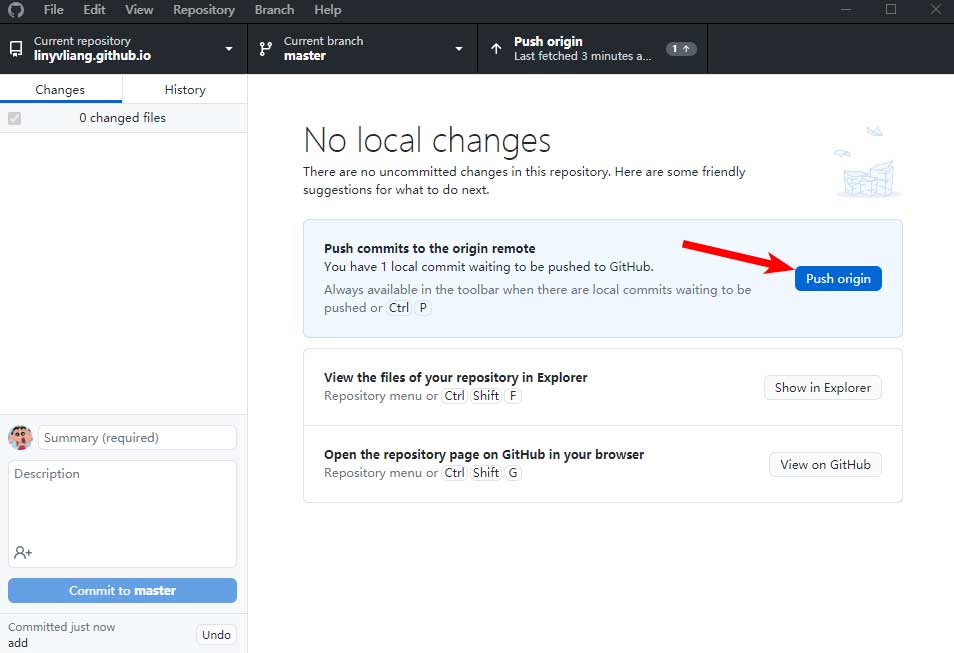 File Edit View Repository Branch Help
Current repository
linyvliang.github.io
Current branch
master
Push origin
Last fetched 3 minutes a...
1
Changes
History
0 changed files
No local changes
There are no uncommitted changes in this repository. Here are some friendly
suggestions for what to do next.
Push commits to the origin remote
You have 1 local commit waiting to be pushed to GitHub.
Always available in the toolbar when there are local commits waiting to be
pushed or Ctrl P
Push origin
View the files of your repository in Explorer
Repository menu or Ctrl Shift F
Show in Explorer
Open the repository page on GitHub in your browser
Repository menu or Ctrl Shift G
View on GitHub
Summary (required)
Description
Commit to master
Committed just now
add
Undo